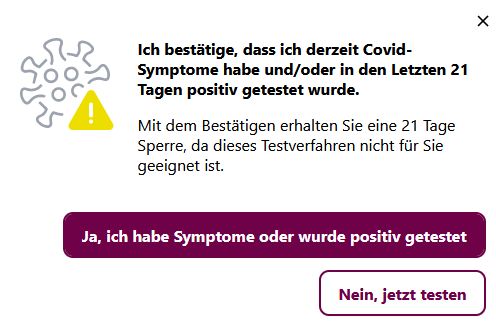 Ich bestätige, dass ich derzeit Covid-
Symptome habe und/oder in den Letzten 21
Tagen positiv getestet wurde.
Mit dem Bestätigen erhalten Sie eine 21 Tage
Sperre, da dieses Testverfahren nicht für Sie
geeignet ist.
Ja, ich habe Symptome oder wurde positiv getestet
Nein, jetzt testen